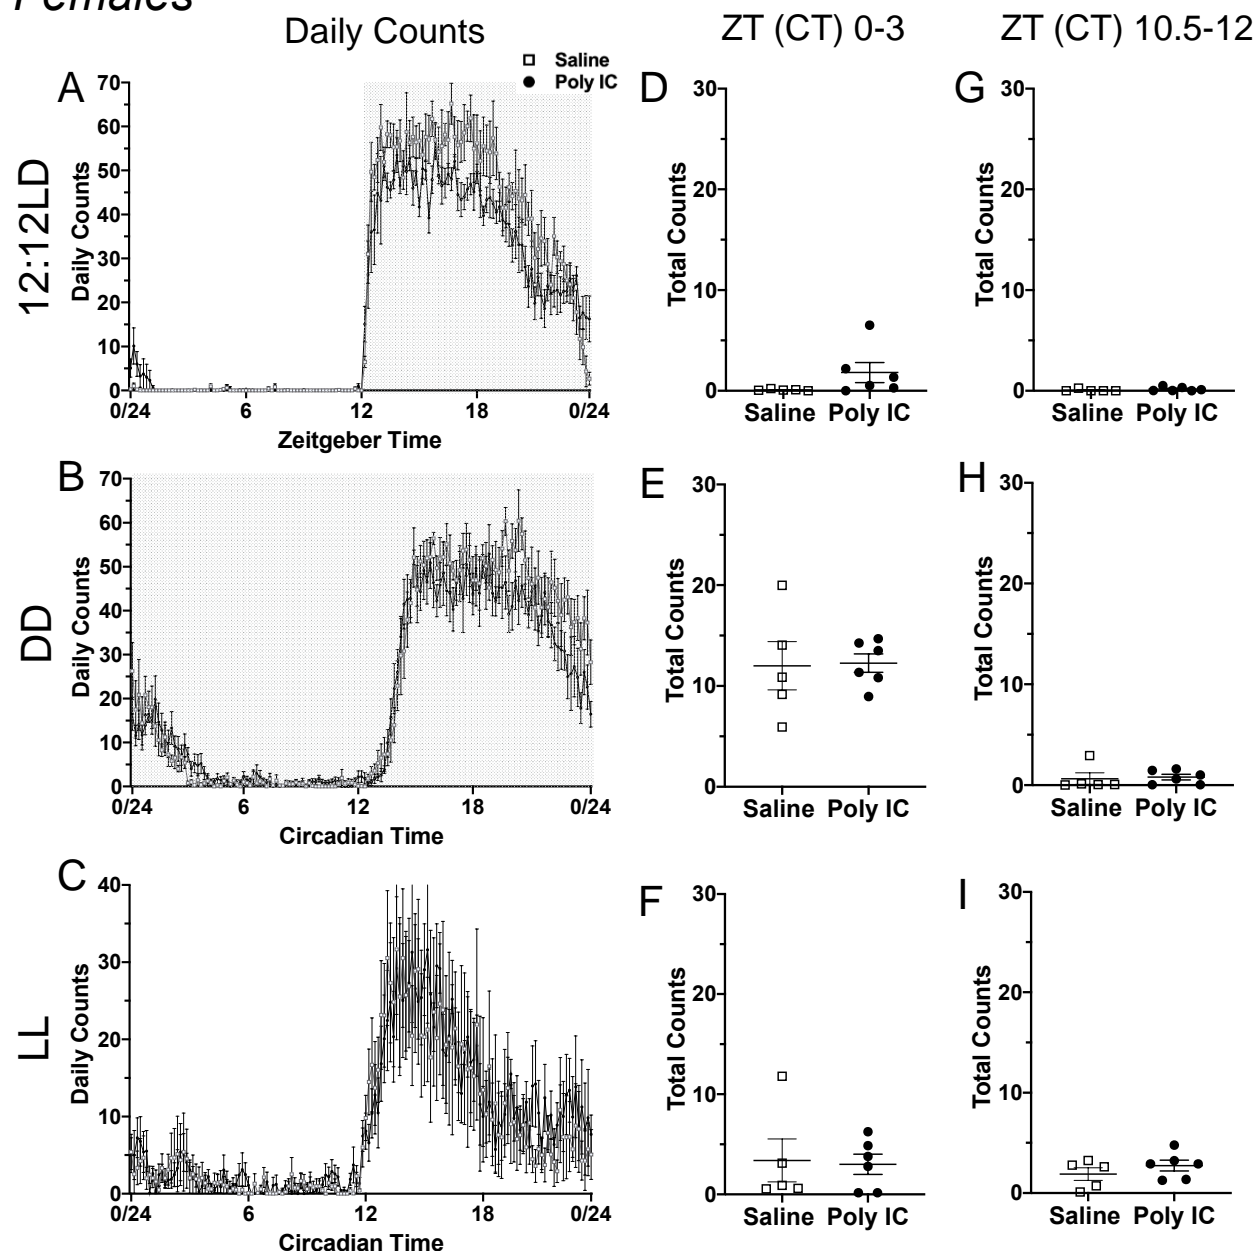 Females
Daily Counts
ZT (CT) 0-3
ZT (CT) 10.5-12
Saline
Poly IC
12:12LD
A
Daily Counts
70
60
50
40
30
20
10
0
0/24 6 12 18 0/24
Zeitgeber Time
D
Total Counts
30
20
10
0
Saline Poly IC
G
Total Counts
30
20
10
0
Saline Poly IC
DD
B
Daily Counts
70
60
50
40
30
20
10
0
0/24 6 12 18 0/24
Circadian Time
E
Total Counts
30
20
10
0
Saline Poly IC
H
Total Counts
30
20
10
0
Saline Poly IC
LL
C
Daily Counts
40
30
20
10
0
0/24 6 12 18 0/24
Circadian Time
F
Total Counts
30
20
10
0
Saline Poly IC
I
Total Counts
30
20
10
0
Saline Poly IC